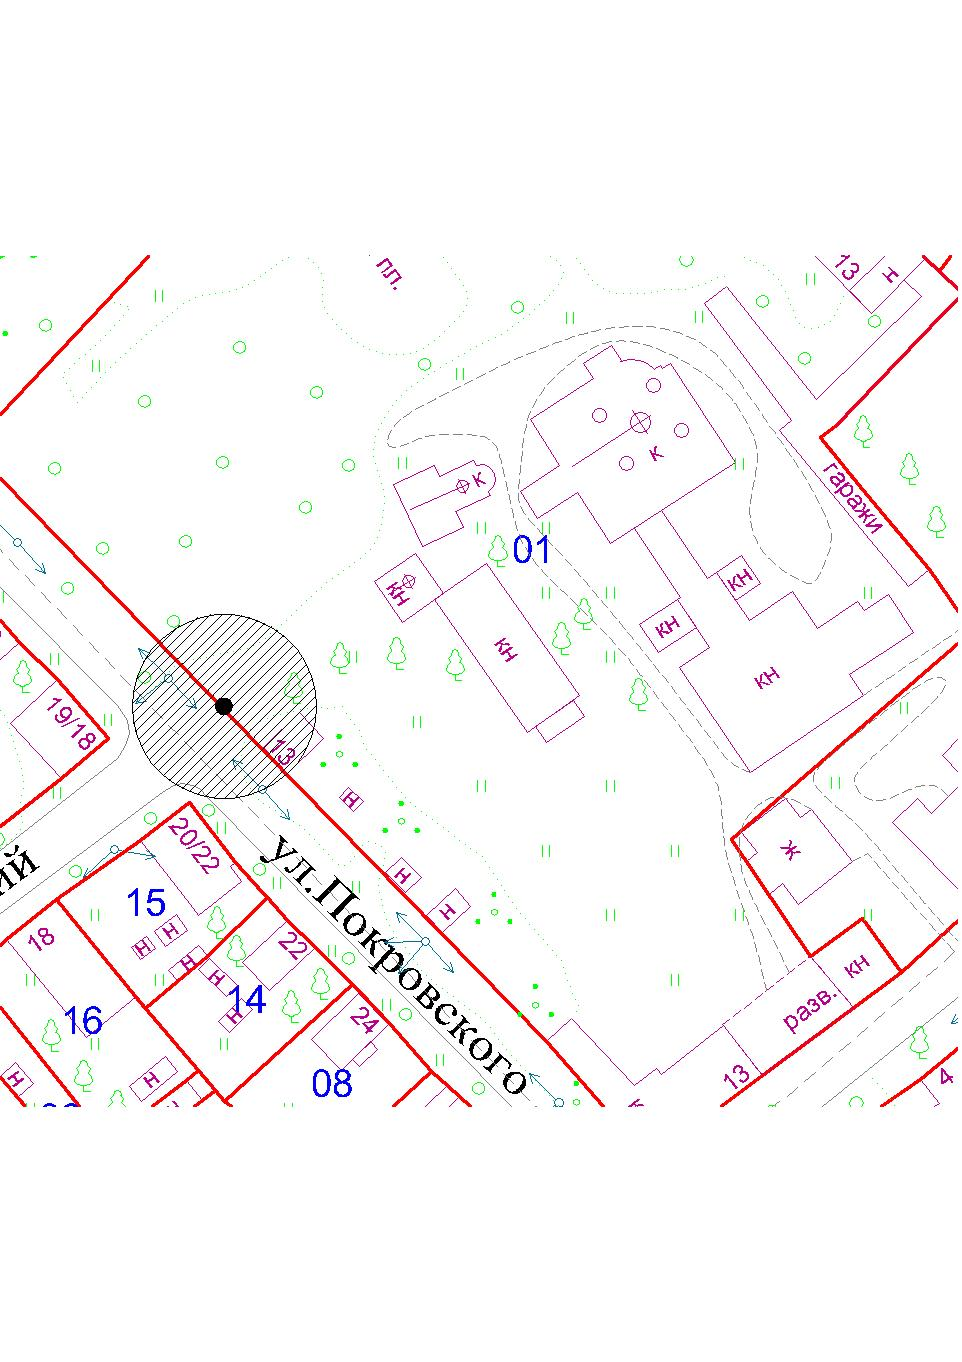 пл.
13
н
К
К
гаражи
01
КН
КН
КН
КН
КН
19/18
13
Н
20/22
ул.Покровского
ий
Ж
15
Н
Н
Н
Н
18
Н
Н
22
14
Н
16
24
08
КН
разв.
13
4
Н
Н